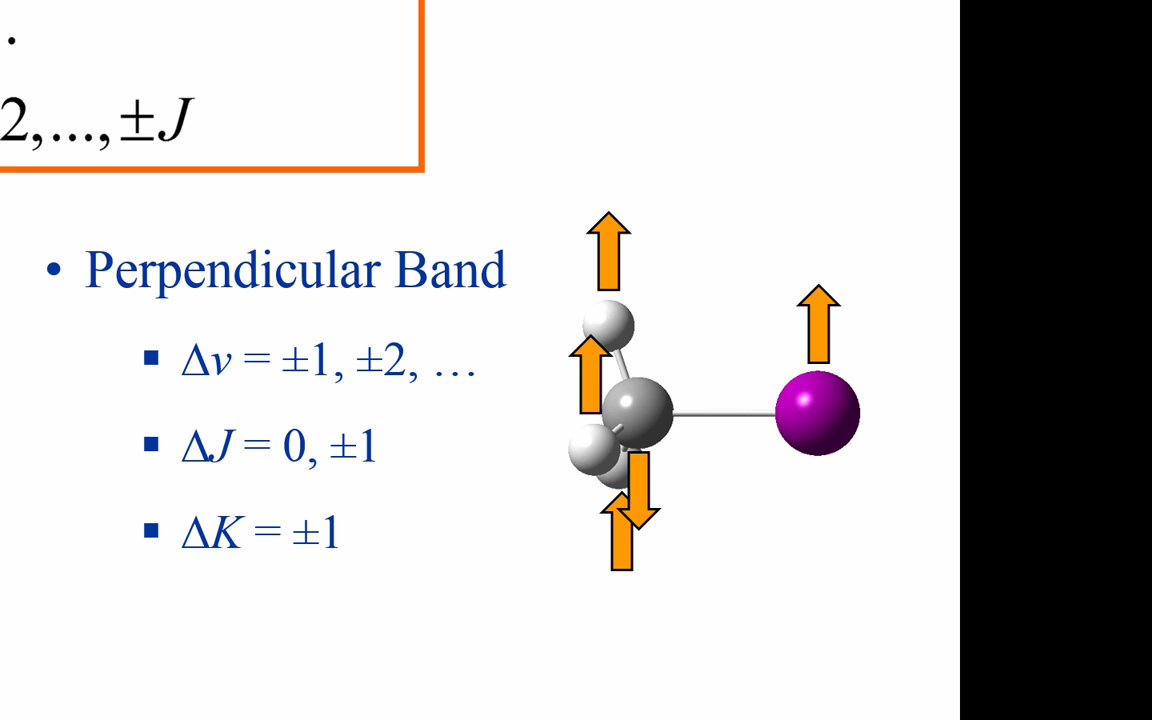 .
2,...,±J
• Perpendicular Band
▪ Δv = ±1, ±2, …
▪ ΔJ = 0, ±1
▪ ΔK = ±1